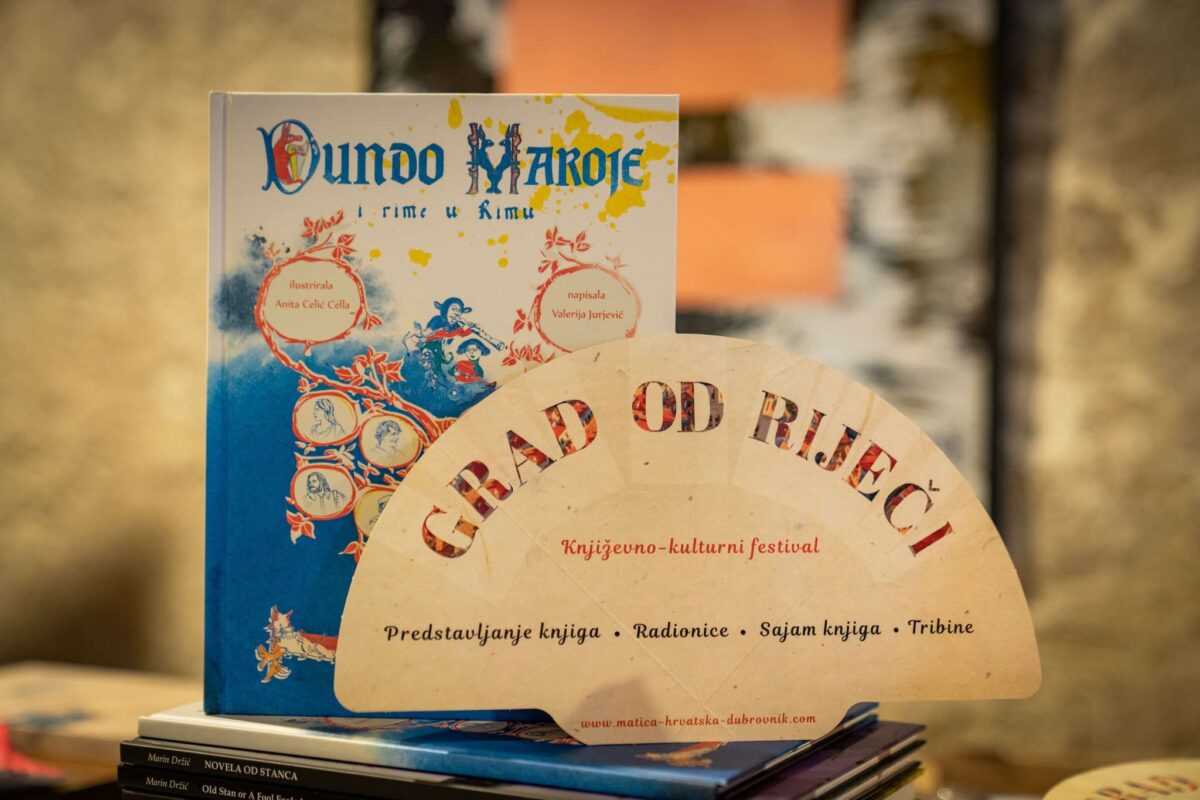 DUNDO MAROJE
i rime u Rimu
ilustrirala
Anita Celić Cella
napisala
Valerija Jurjević
GRAD OD RIJEČI
Književno-kulturni festival
Predstavljanje knjiga • Radionice • Sajam knjiga • Tribine
www.matica-hrvatska-dubrovnik.com
Marin Držić NOVELA OD STANCA
Marin Držić Old Stan or A Fool
RAD